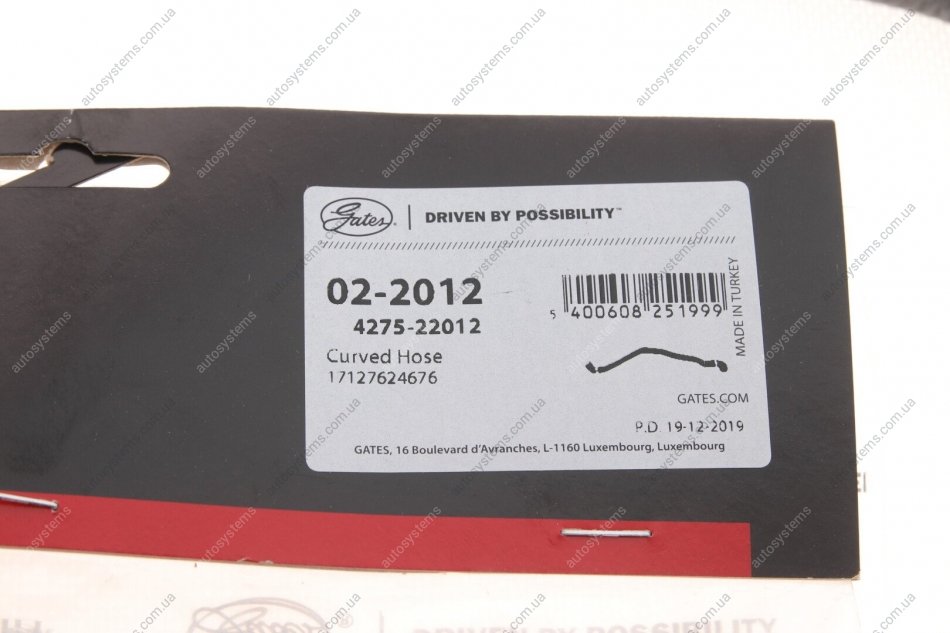 Gates | DRIVEN BY POSSIBILITY™
02-2012
4275-22012
Curved Hose
17127624676
5 400608 251999
MADE IN TURKEY
GATES.COM
P.D 19-12-2019
GATES, 16 Boulevard d'Avranches, L-1160 Luxembourg, Luxembourg
Gates DRIVEN BY POSSIBILITY
autosystems.com.ua